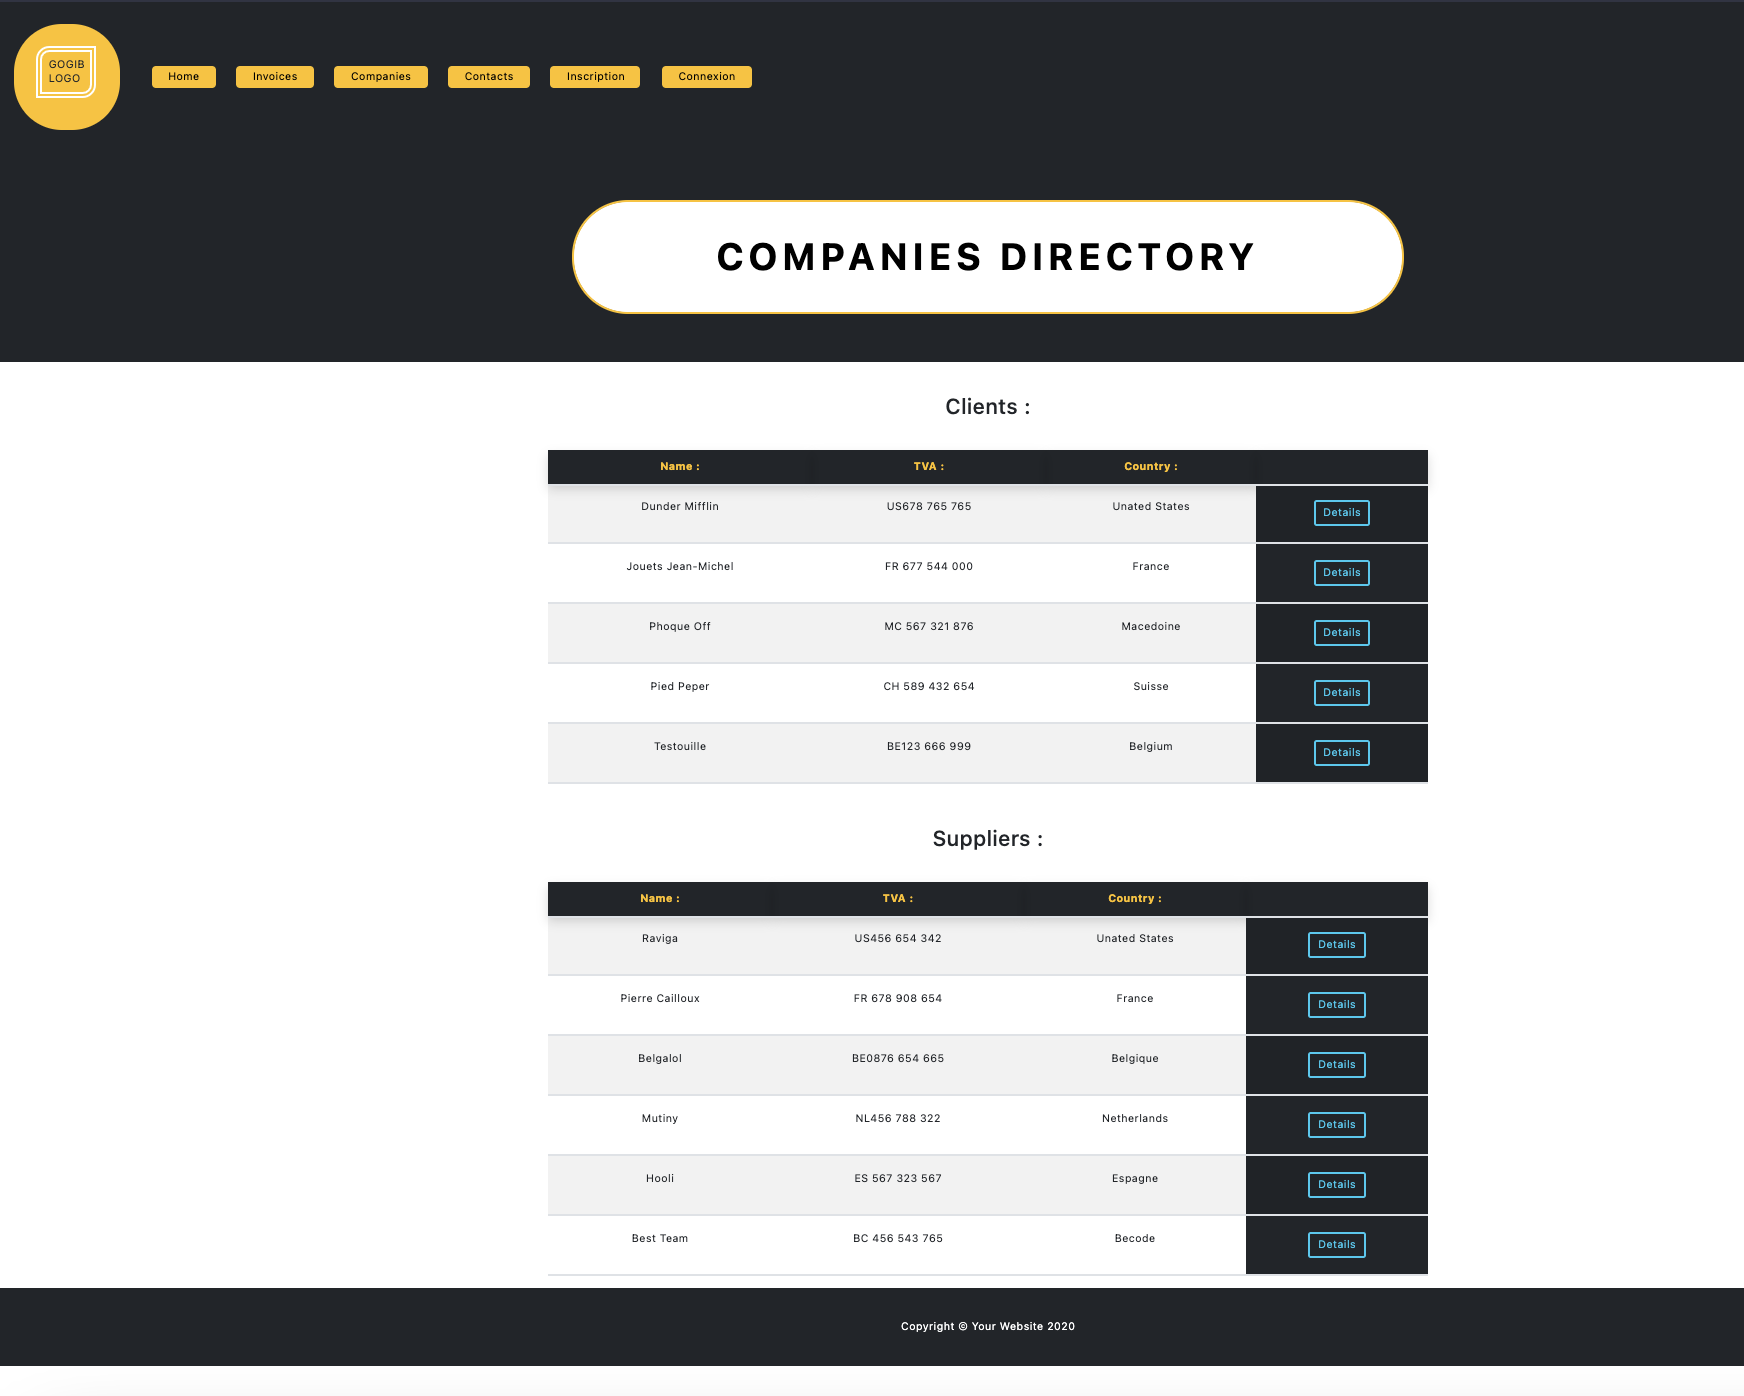 GOGIB
LOGO
Home Invoices Companies Contacts Inscription Connexion
COMPANIES DIRECTORY
Clients :
Name : TVA : Country :
Dunder Mifflin US678 765 765 Unated States Details
Jouets Jean-Michel FR 677 544 000 France Details
Phoque Off MC 567 321 876 Macedoine Details
Pied Peper CH 589 432 654 Suisse Details
Testouille BE123 666 999 Belgium Details
Suppliers :
Name : TVA : Country :
Raviga US456 654 342 Unated States Details
Pierre Cailloux FR 678 908 654 France Details
Belgalol BE0876 654 665 Belgique Details
Mutiny NL456 788 322 Netherlands Details
Hooli ES 567 323 567 Espagne Details
Best Team BC 456 543 765 Becode Details
Copyright © Your Website 2020